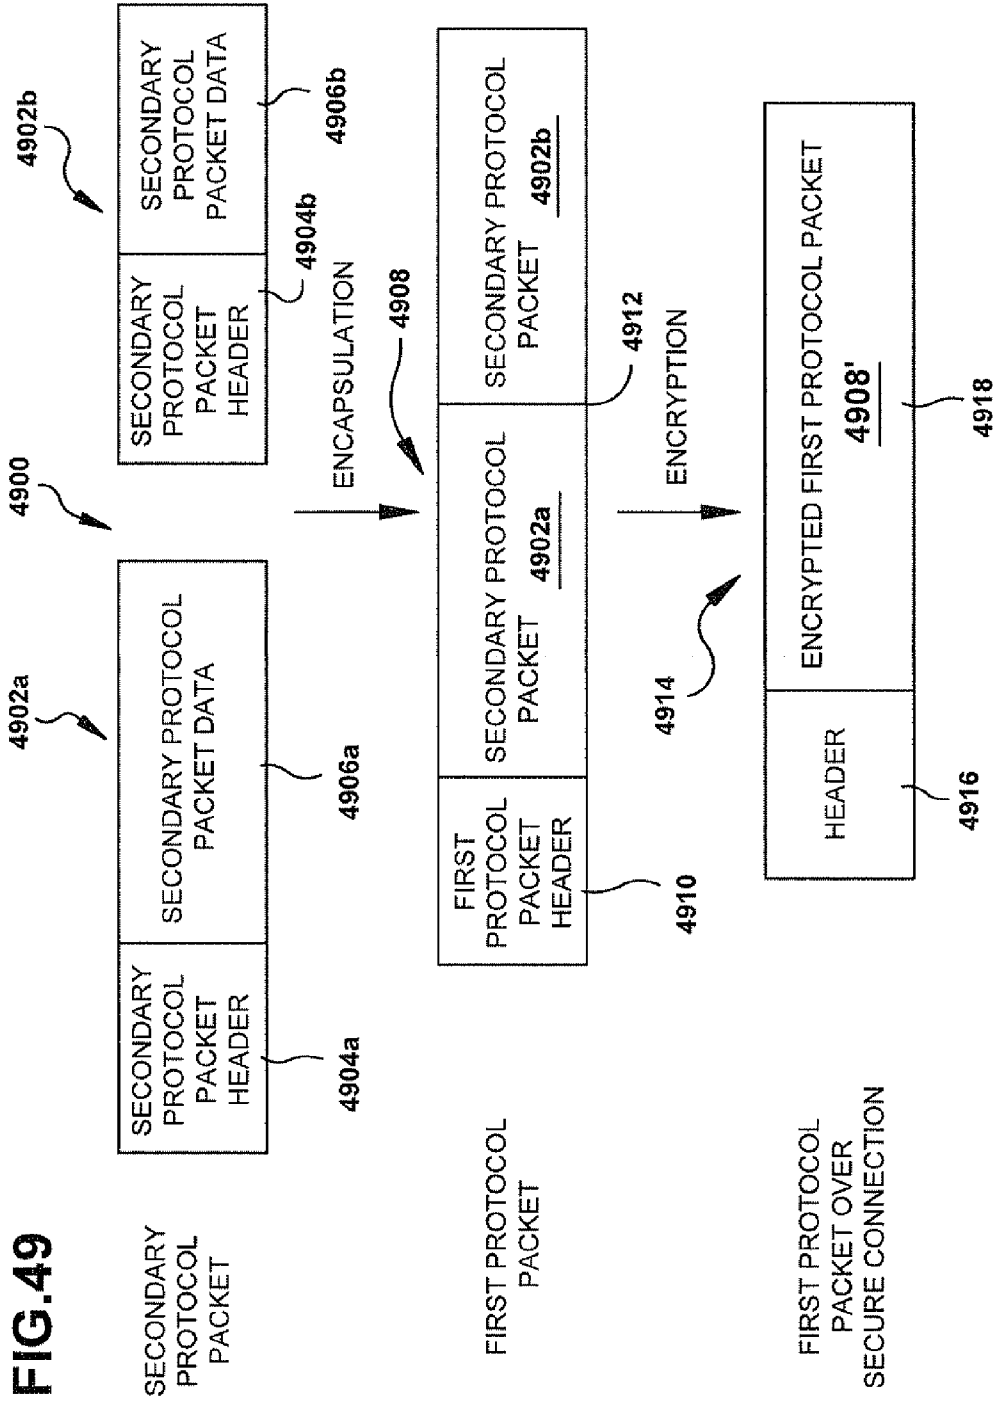 FIG.49
SECONDARY
PROTOCOL
PACKET
4902a
4900
4902b
SECONDARY
PROTOCOL
PACKET
HEADER
SECONDARY PROTOCOL
PACKET DATA
SECONDARY
PROTOCOL
PACKET
HEADER
SECONDARY
PROTOCOL
PACKET DATA
4904a
4906a
4904b
4906b
ENCAPSULATION
4908
FIRST PROTOCOL
PACKET
FIRST
PROTOCOL
PACKET
HEADER
SECONDARY PROTOCOL
PACKET 4902a
SECONDARY PROTOCOL
PACKET 4902b
4910
4912
ENCRYPTION
4914
FIRST PROTOCOL
PACKET OVER
SECURE CONNECTION
HEADER
ENCRYPTED FIRST PROTOCOL PACKET
4908'
4916
4918